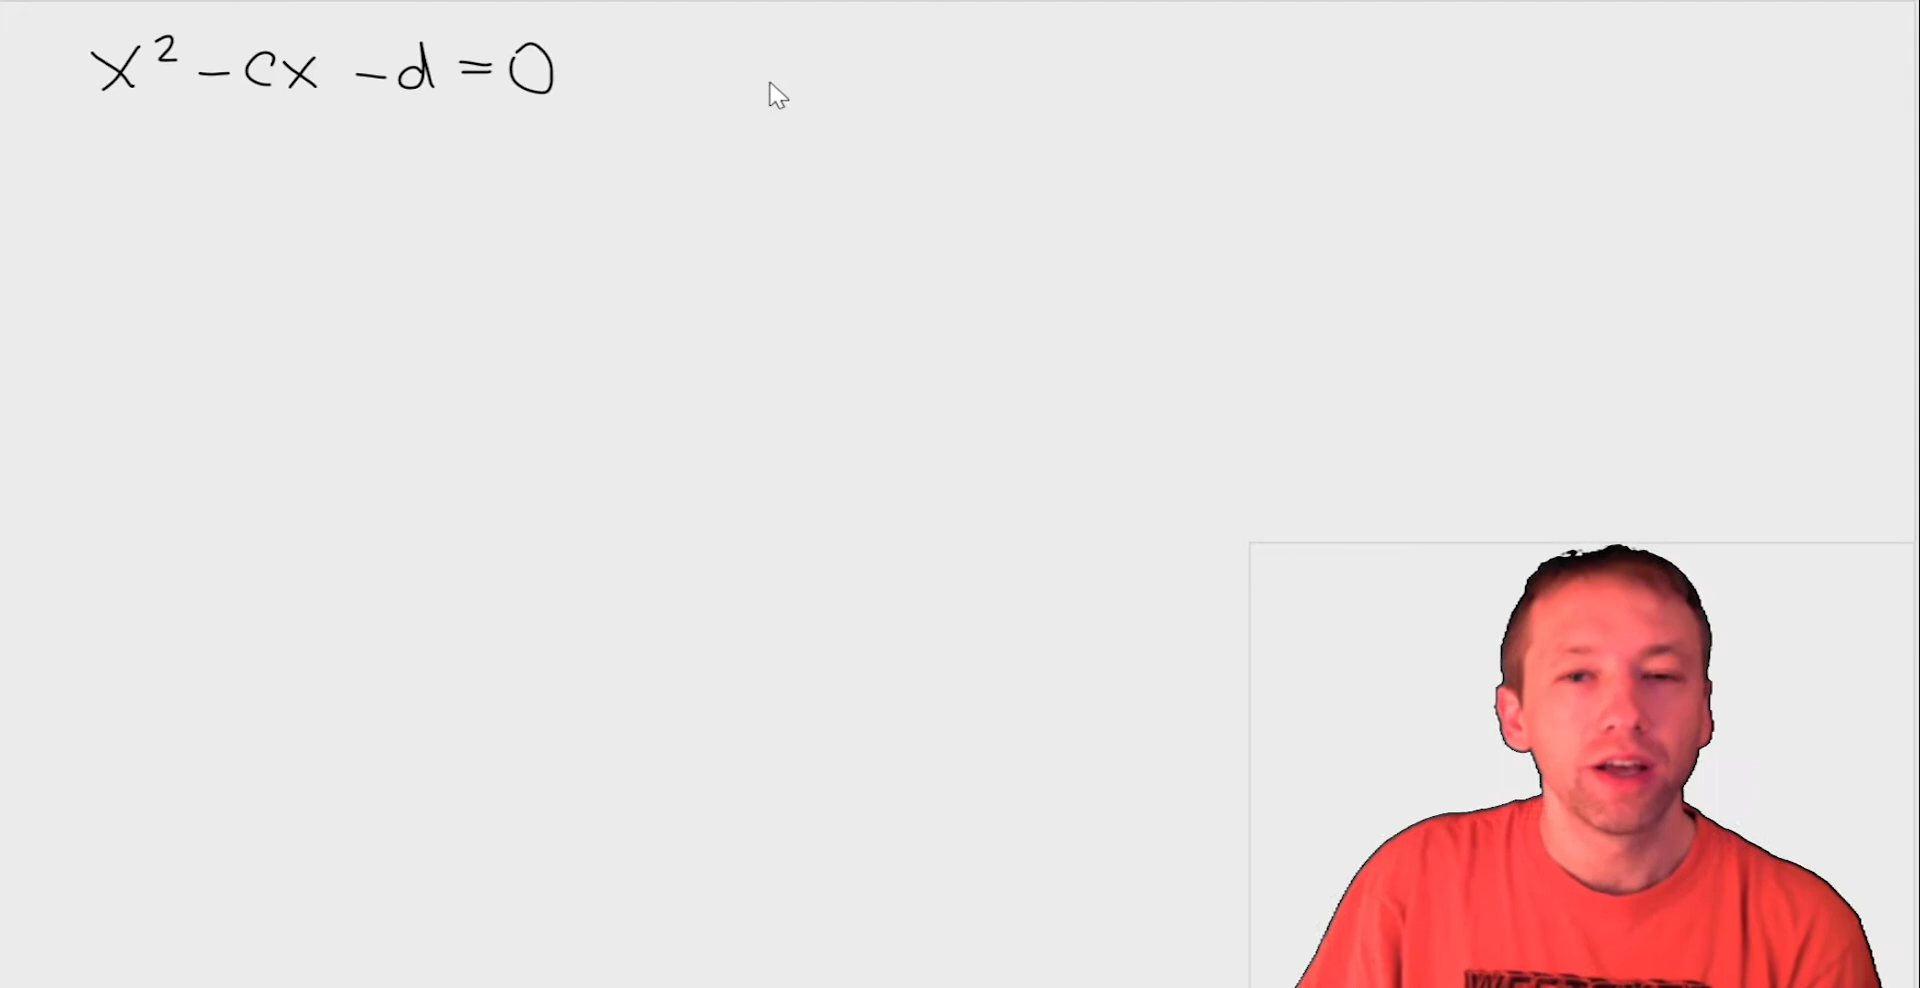 x² - cx - d = 0